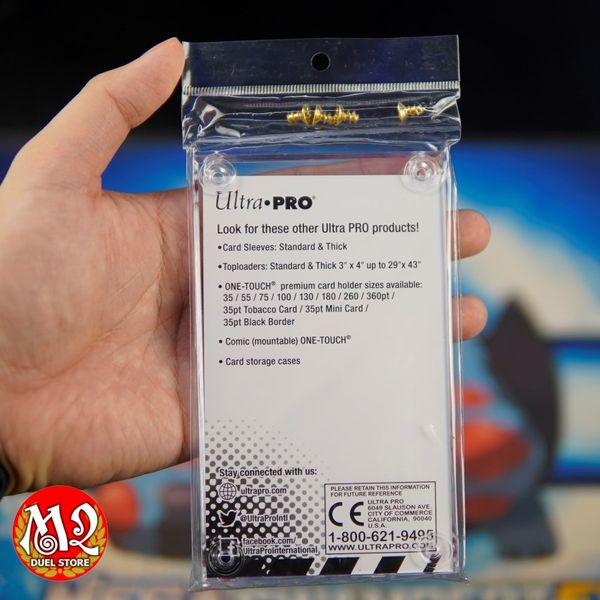 Ultra•PRO®
Look for these other Ultra PRO products!
•Card Sleeves: Standard & Thick
•Toploaders: Standard & Thick 3" x 4" up to 29"x 43"
• ONE-TOUCH® premium card holder sizes available:
35 / 55 / 75 / 100 / 130 / 180 / 260 / 360pt /
35pt Tobacco Card / 35pt Mini Card /
35pt Black Border
• Comic (mountable) ONE-TOUCH®
• Card storage cases
Stay connected with us:
ultrapro.com
@UltraProIntl
facebook.com/
UltraProInternational
PLEASE RETAIN THIS INFORMATION
FOR FUTURE REFERENCE
CE
ULTRA PRO
6049 SLAUSON AVE.
CITY OF COMMERCE
CALIFORNIA, 90040
U.S.A.
1-800-621-9495
WWW.ULTRAPRO.COM
M2
DUEL STORE